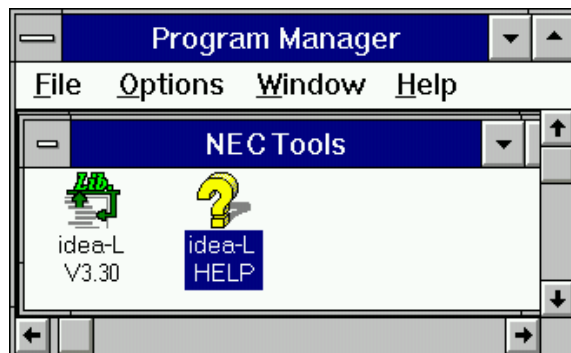 Program Manager
File Options Window Help
NEC Tools
Lib.
idea-L
V3.30
idea-L
HELP